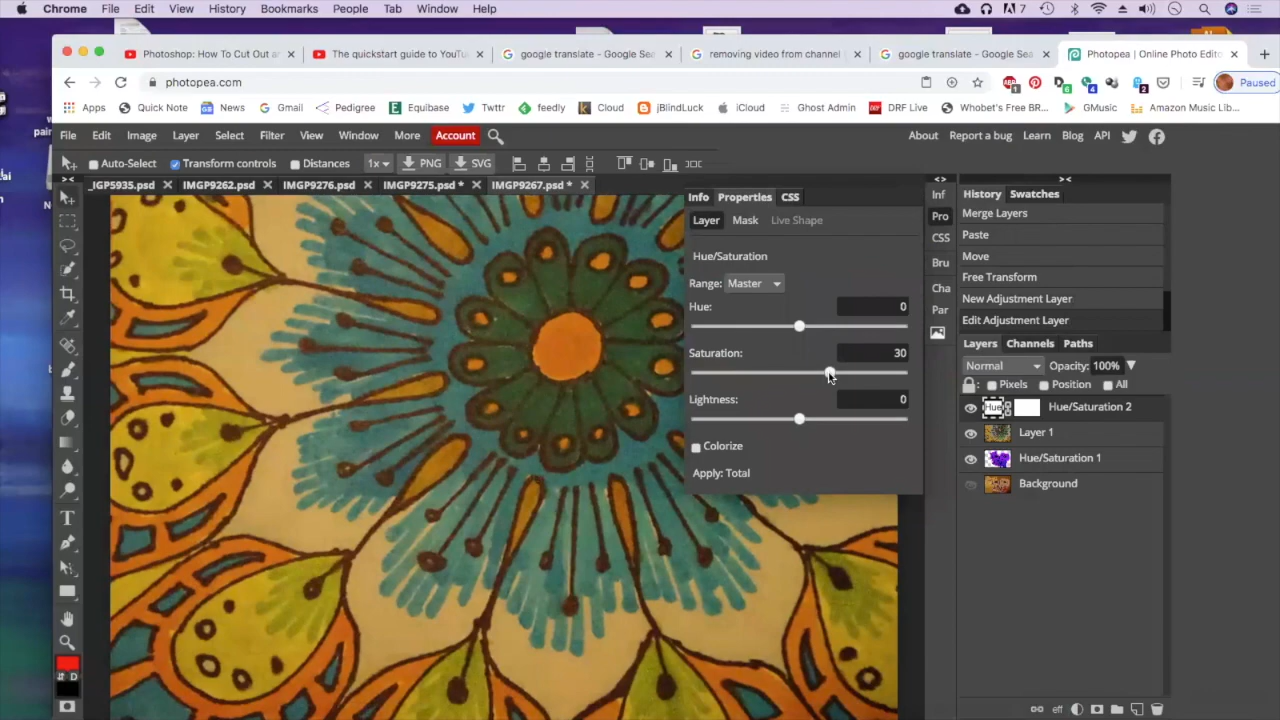 Chrome File Edit View History Bookmarks People Tab Window Help 7
Photoshop: How To Cut Out an The quickstart guide to YouTu google translate - Google Sea removing video from channel google translate - Google Sea Photopea | Online Photo Edito
photopea.com Paused
Apps Quick Note News Gmail Pedigree Equibase Twttr feedly Cloud jBlindLuck iCloud Ghost Admin DRF Live Whobet's Free BR... GMusic Amazon Music Lib...
File Edit Image Layer Select Filter View Window More Account About Report a bug Learn Blog API
Auto-Select Transform controls Distances 1x PNG SVG
_IGP5935.psd IMGP9262.psd IMGP9276.psd IMGP9275.psd * IMGP9267.psd *
Info Properties CSS
Layer Mask Live Shape
Hue/Saturation
Range: Master
Hue: 0
Saturation: 30
Lightness: 0
Colorize
Apply: Total
Inf
Pro
CSS
Bru
Cha
Par
History Swatches
Merge Layers
Paste
Move
Free Transform
New Adjustment Layer
Edit Adjustment Layer
Layers Channels Paths
Normal Opacity: 100%
Pixels Position All
Hue Hue/Saturation 2
Layer 1
Hue/Saturation 1
Background
eff